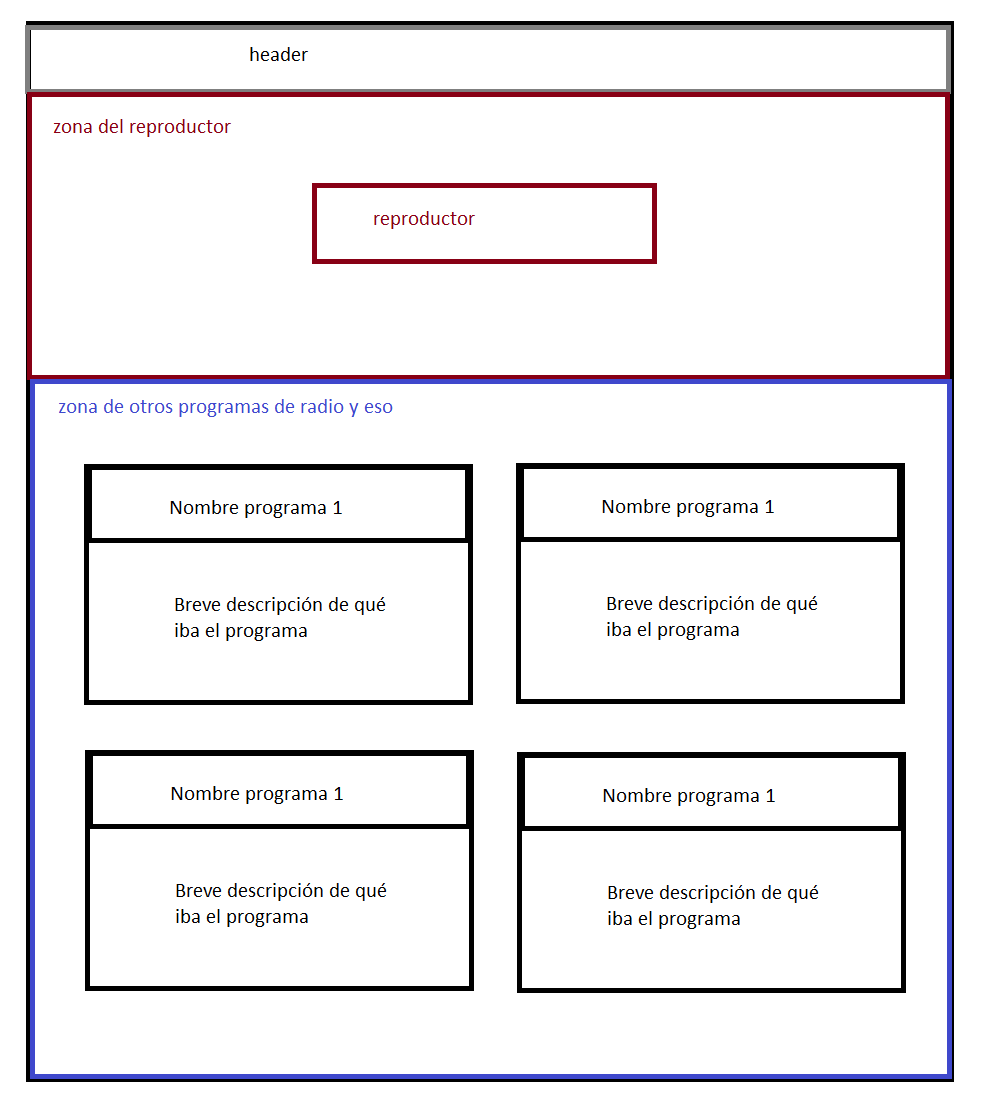 header
zona del reproductor
reproductor
zona de otros programas de radio y eso
Nombre programa 1
Breve descripción de qué
iba el programa
Nombre programa 1
Breve descripción de qué
iba el programa
Nombre programa 1
Breve descripción de qué
iba el programa
Nombre programa 1
Breve descripción de qué
iba el programa